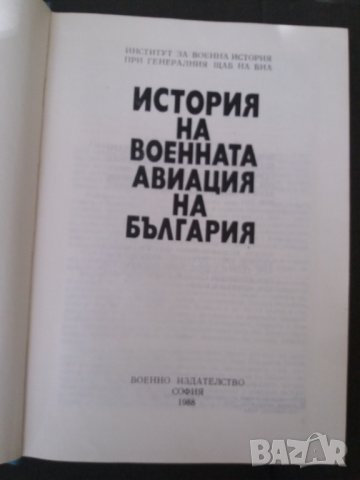 ИНСТИТУТ ЗА ВОЕННА ИСТОРИЯ
ПРИ ГЕНЕРАЛНИЯ ЩАБ НА БНА
ИСТОРИЯ
НА
ВОЕННАТА
АВИАЦИЯ
НА
БЪЛГАРИЯ
ВОЕННО ИЗДАТЕЛСТВО
СОФИЯ
1988
BAZAR